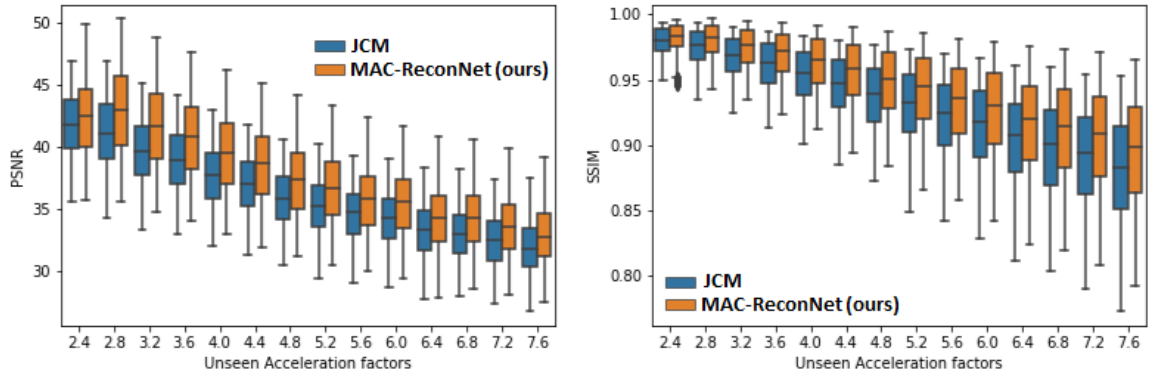 50
45
40
35
30
PSNR
JCM
MAC-ReconNet (ours)
2.4 2.8 3.2 3.6 4.0 4.4 4.8 5.2 5.6 6.0 6.4 6.8 7.2 7.6
Unseen Acceleration factors
1.00
0.95
0.90
0.85
0.80
SSIM
JCM
MAC-ReconNet (ours)
2.4 2.8 3.2 3.6 4.0 4.4 4.8 5.2 5.6 6.0 6.4 6.8 7.2 7.6
Unseen Acceleration factors